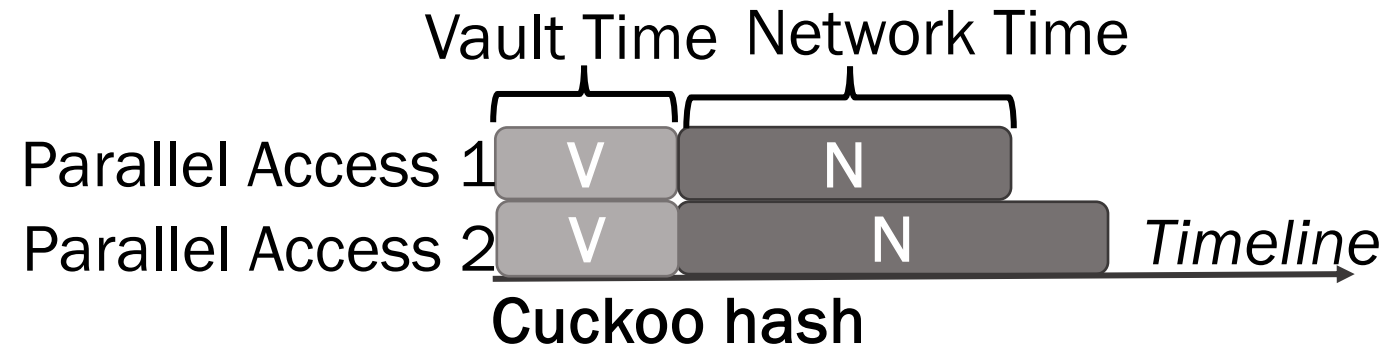 Vault Time Network Time
Parallel Access 1 V N
Parallel Access 2 V N Timeline
Cuckoo hash